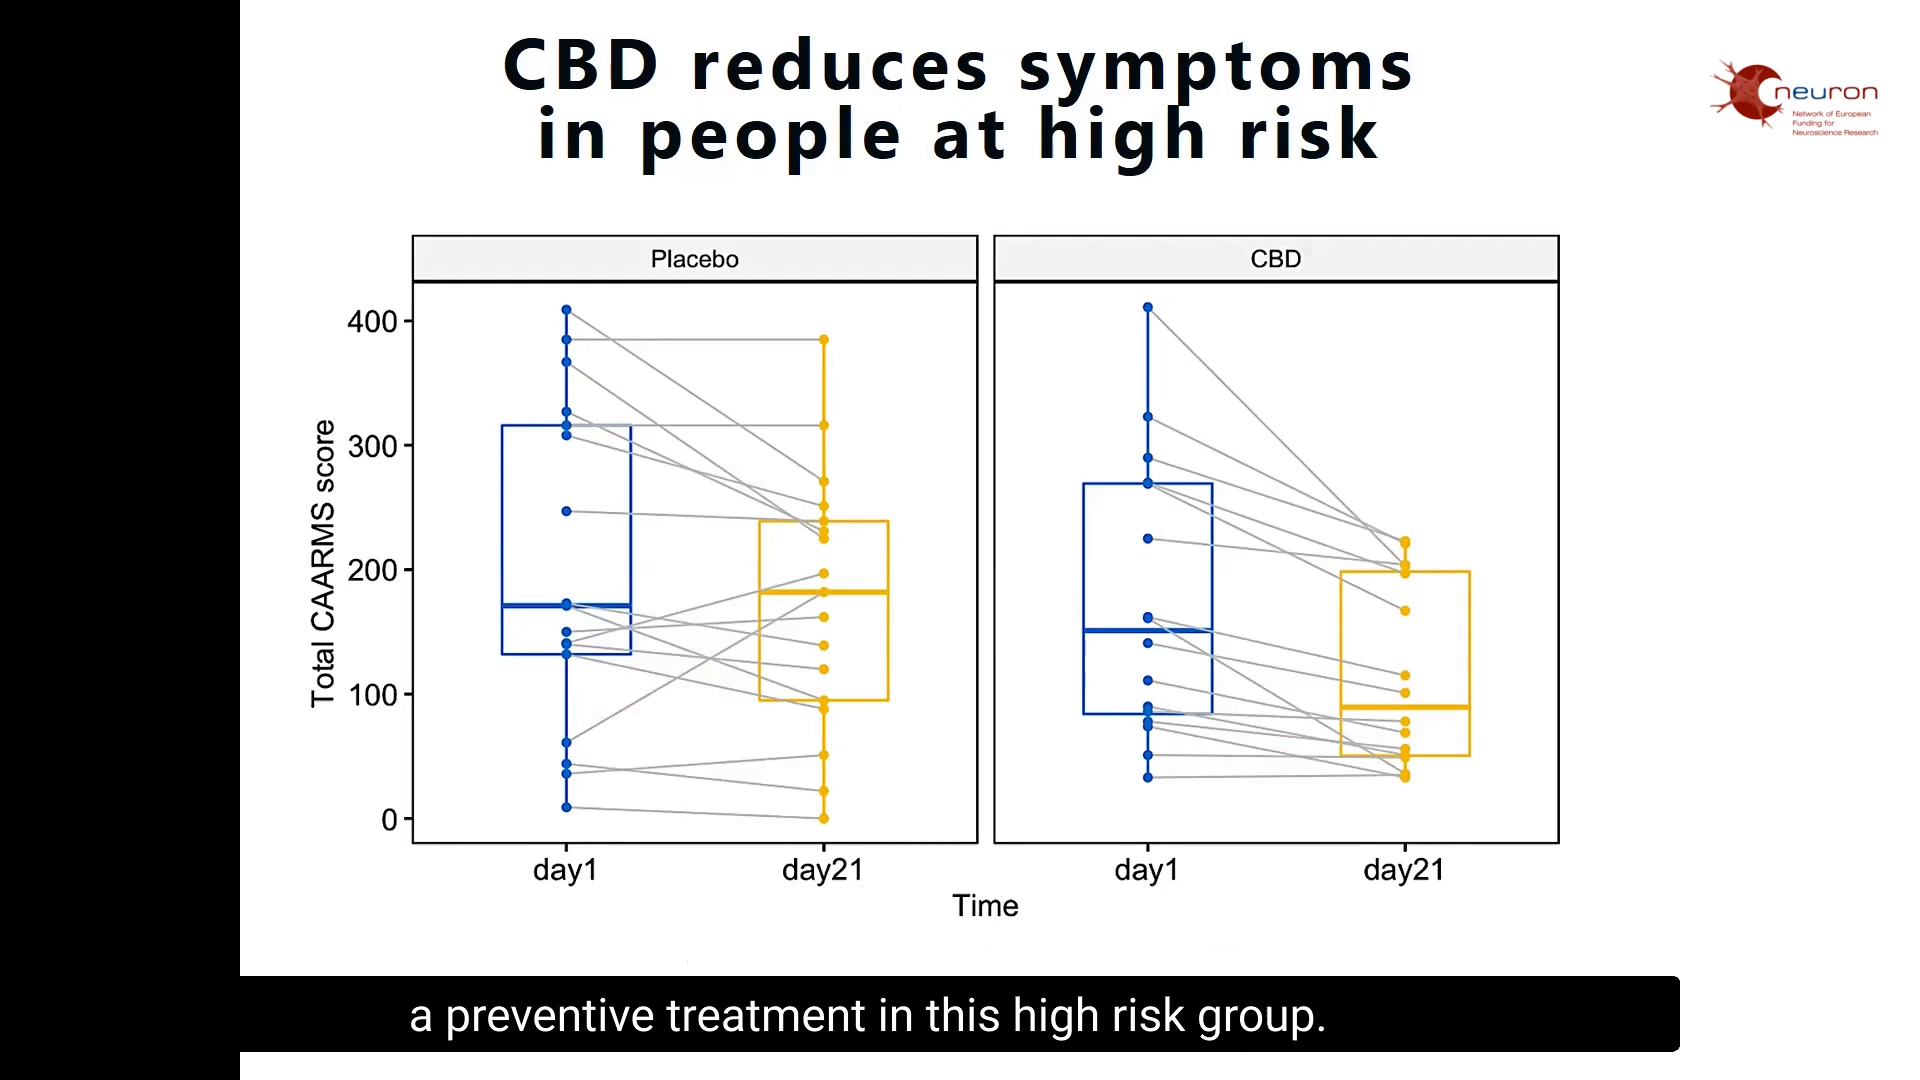 CBD reduces symptoms
in people at high risk
neuron
Network of European
Funding for
Neuroscience Research
Placebo
CBD
Total CAARMS score
400
300
200
100
0
day1
day21
day1
day21
Time
a preventive treatment in this high risk group.